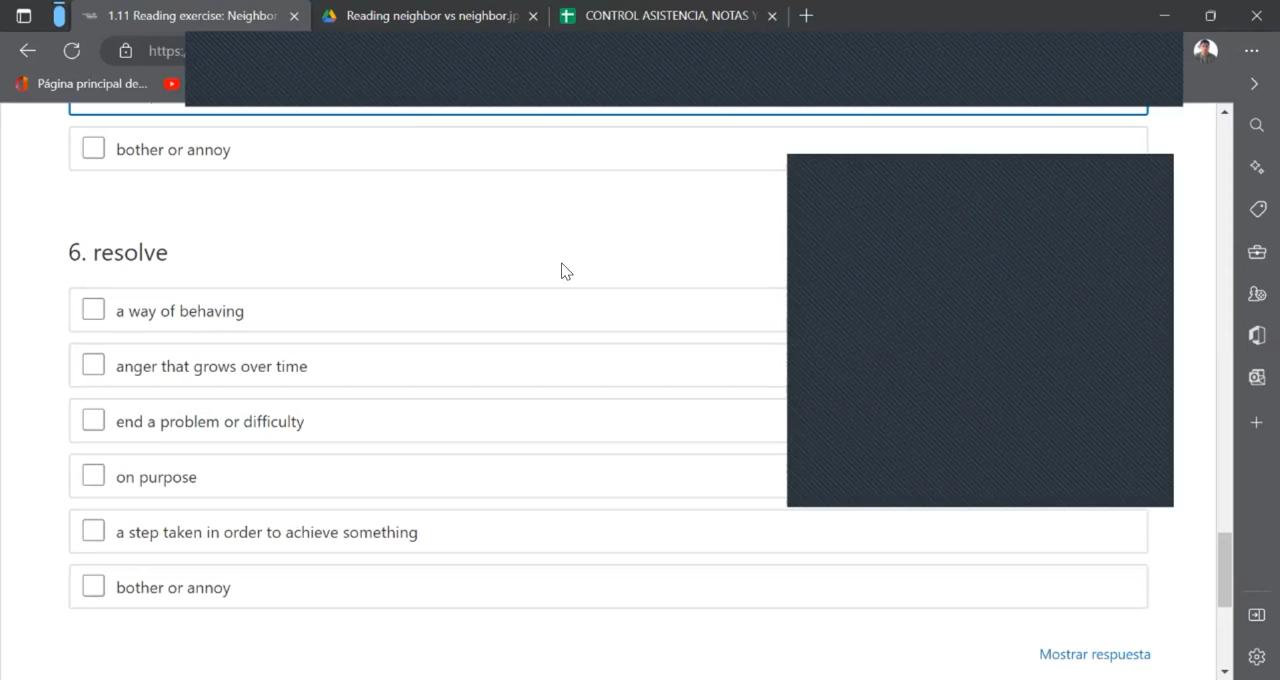 1.11 Reading exercise: Neighbor
Reading neighbor vs neighbor.jp
CONTROL ASISTENCIA, NOTAS Y
https:
Página principal de...
bother or annoy
6. resolve
a way of behaving
anger that grows over time
end a problem or difficulty
on purpose
a step taken in order to achieve something
bother or annoy
Mostrar respuesta